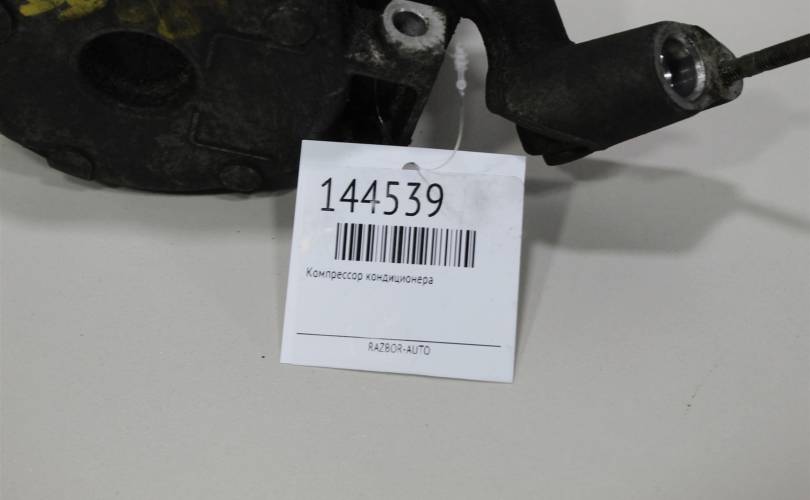 144539
Компрессор кондиционера
RAZBOR-AUTO